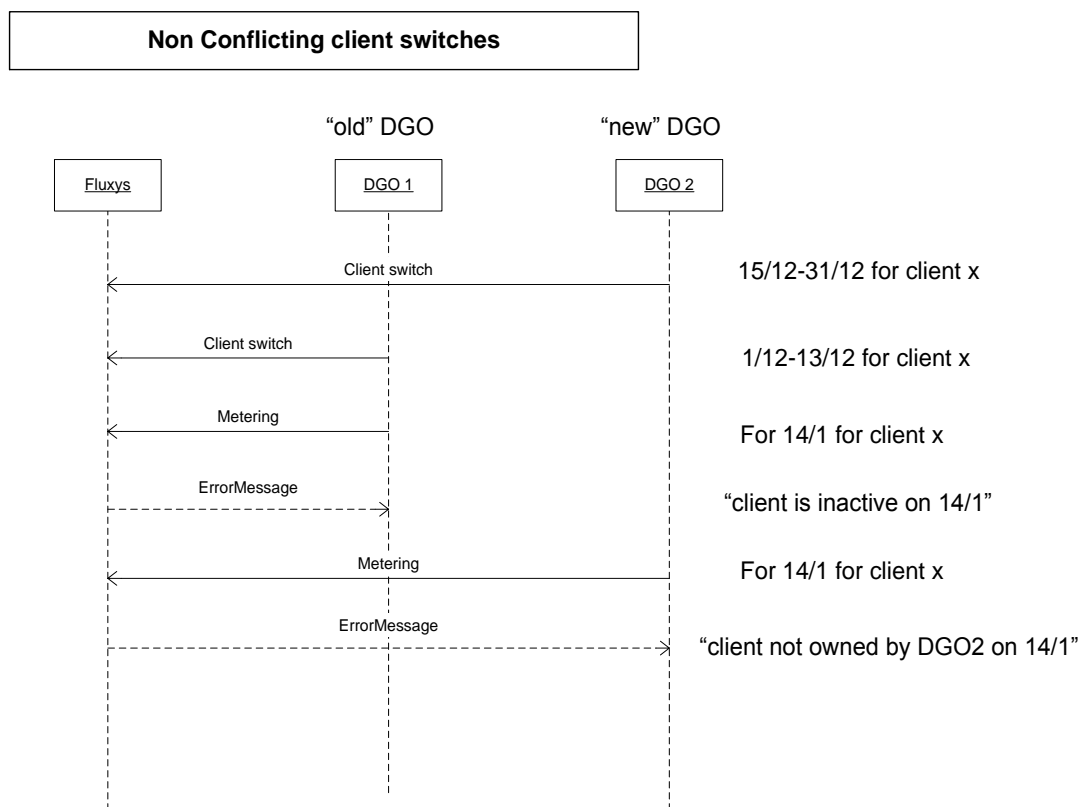 Non Conflicting client switches
“old” DGO
“new” DGO
Fluxys
DGO 1
DGO 2
Client switch
15/12-31/12 for client x
Client switch
1/12-13/12 for client x
Metering
For 14/1 for client x
ErrorMessage
“client is inactive on 14/1”
Metering
For 14/1 for client x
ErrorMessage
“client not owned by DGO2 on 14/1”